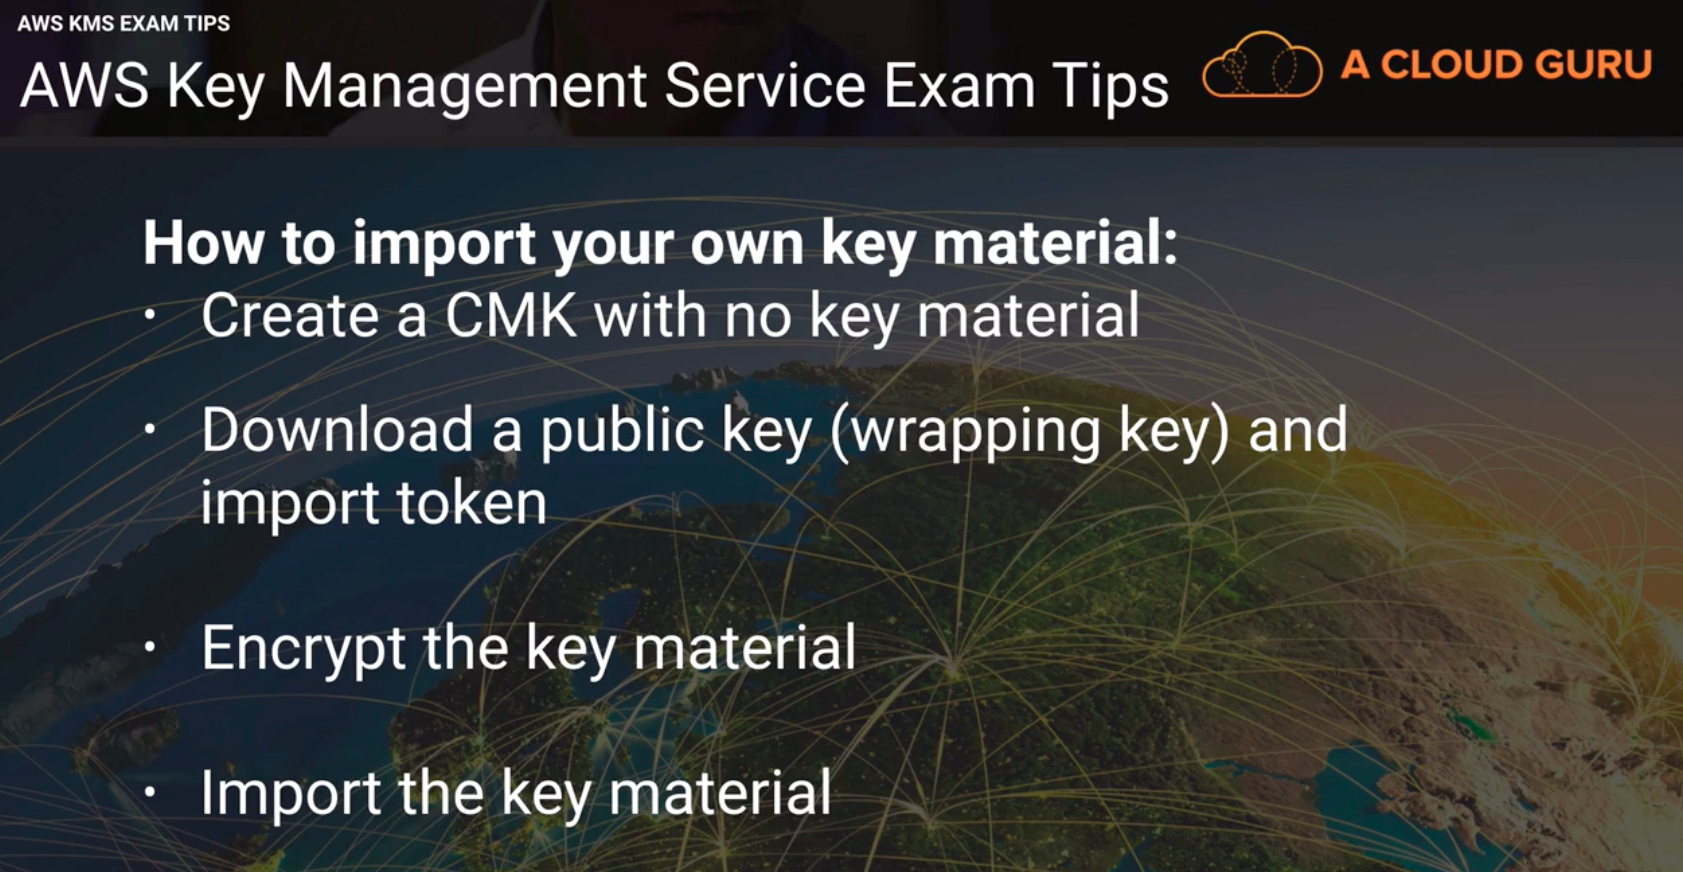 AWS KMS EXAM TIPS
AWS Key Management Service Exam Tips
A CLOUD GURU
How to import your own key material:
• Create a CMK with no key material
• Download a public key (wrapping key) and
import token
• Encrypt the key material
• Import the key material